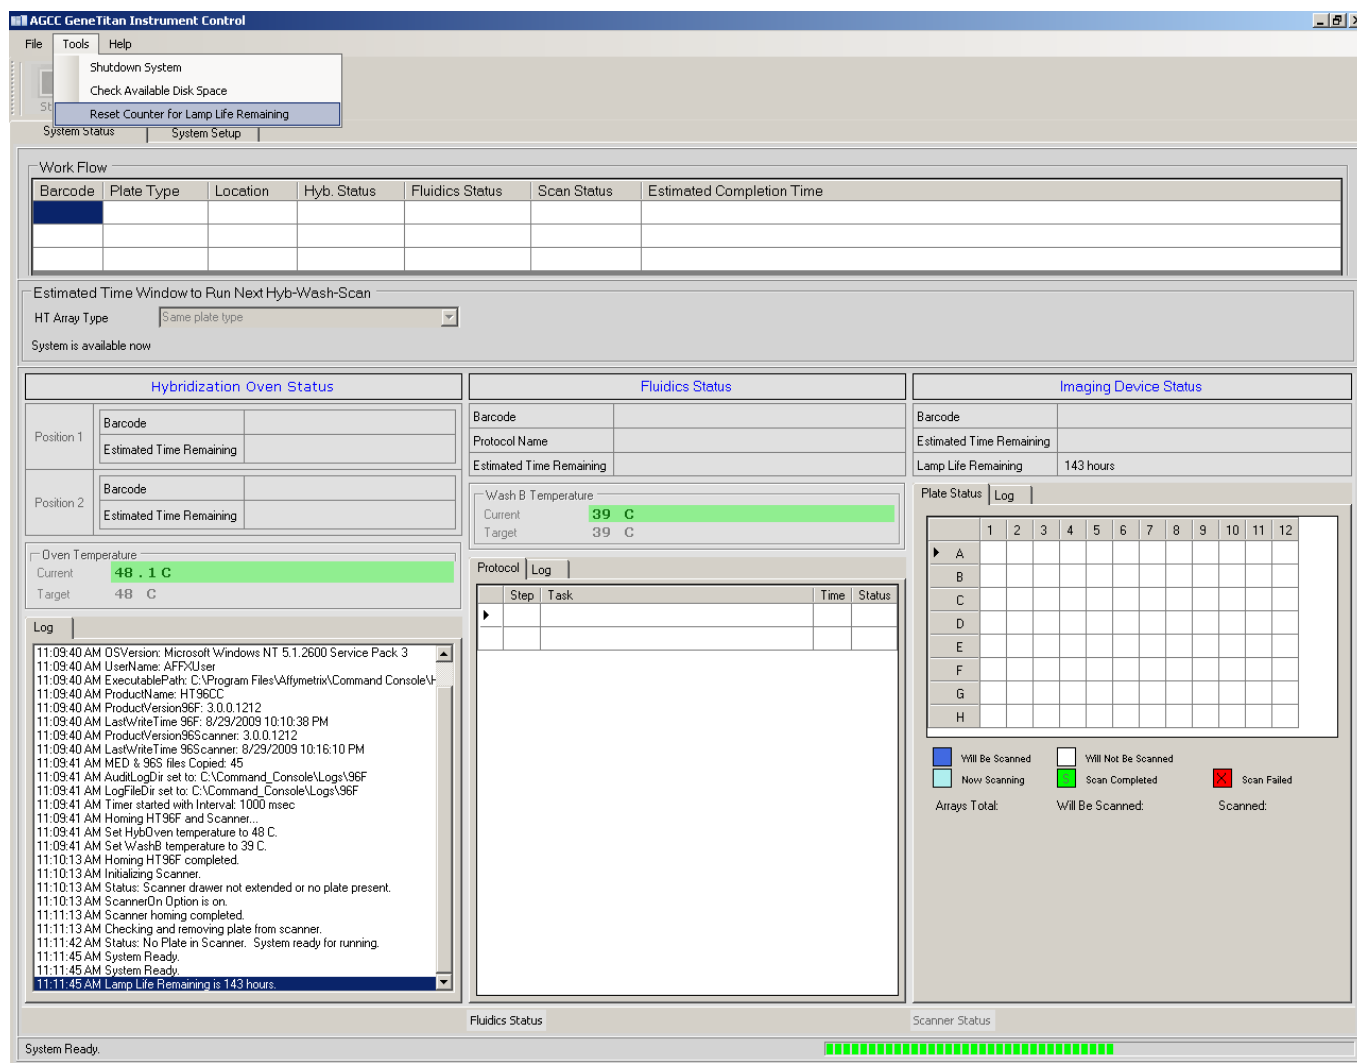 AGCC GeneTitan Instrument Control
File Tools Help
Shutdown System
Check Available Disk Space
Reset Counter for Lamp Life Remaining
St
System Status System Setup
Work Flow
Barcode Plate Type Location Hyb. Status Fluidics Status Scan Status Estimated Completion Time
Estimated Time Window to Run Next Hyb-Wash-Scan
HT Array Type Same plate type
System is available now
Hybridization Oven Status
Position 1
Barcode
Estimated Time Remaining
Position 2
Barcode
Estimated Time Remaining
Oven Temperature
Current 48.1 C
Target 48 C
Log
11:09:40 AM OSVersion: Microsoft Windows NT 5.1.2600 Service Pack 3
11:09:40 AM UserName: AFFXUser
11:09:40 AM ExecutablePath: C:\Program Files\Affymetrix\Command Console\H
11:09:40 AM ProductName: HT96CC
11:09:40 AM ProductVersion96F: 3.0.0.1212
11:09:40 AM LastWriteTime 96F: 8/29/2009 10:10:38 PM
11:09:40 AM ProductVersion96Scanner: 3.0.0.1212
11:09:40 AM LastWriteTime 96Scanner: 8/29/2009 10:16:10 PM
11:09:41 AM MED & 96S files Copied: 45
11:09:41 AM AuditLogDir set to: C:\Command_Console\Logs\96F
11:09:41 AM LogFileDir set to: C:\Command_Console\Logs\96F
11:09:41 AM Timer started with Interval: 1000 msec
11:09:41 AM Homing HT96F and Scanner...
11:09:41 AM Set HybOven temperature to 48 C.
11:09:41 AM Set WashB temperature to 39 C.
11:10:13 AM Homing HT96F completed.
11:10:13 AM Initializing Scanner.
11:10:13 AM Status: Scanner drawer not extended or no plate present.
11:10:13 AM ScannerOn Option is on.
11:11:13 AM Scanner homing completed.
11:11:13 AM Checking and removing plate from scanner.
11:11:42 AM Status: No Plate in Scanner. System ready for running.
11:11:45 AM System Ready.
11:11:45 AM System Ready.
11:11:45 AM Lamp Life Remaining is 143 hours.
Fluidics Status
Barcode
Protocol Name
Estimated Time Remaining
Wash B Temperature
Current 39 C
Target 39 C
Protocol Log
Step Task Time Status
Imaging Device Status
Barcode
Estimated Time Remaining
Lamp Life Remaining 143 hours
Plate Status Log
1 2 3 4 5 6 7 8 9 10 11 12
A
B
C
D
E
F
G
H
Will Be Scanned Will Not Be Scanned
Now Scanning S Scan Completed X Scan Failed
Arrays Total: Will Be Scanned: Scanned:
Fluidics Status Scanner Status
System Ready.